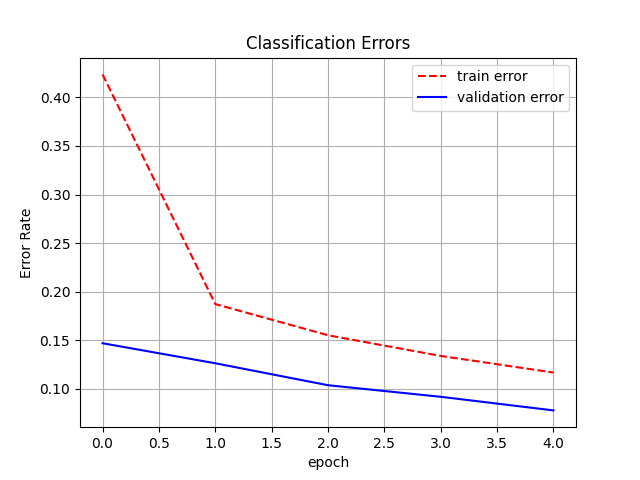 Classification Errors
train error
validation error
0.40
0.35
0.30
0.25
0.20
0.15
0.10
Error Rate
0.0 0.5 1.0 1.5 2.0 2.5 3.0 3.5 4.0
epoch